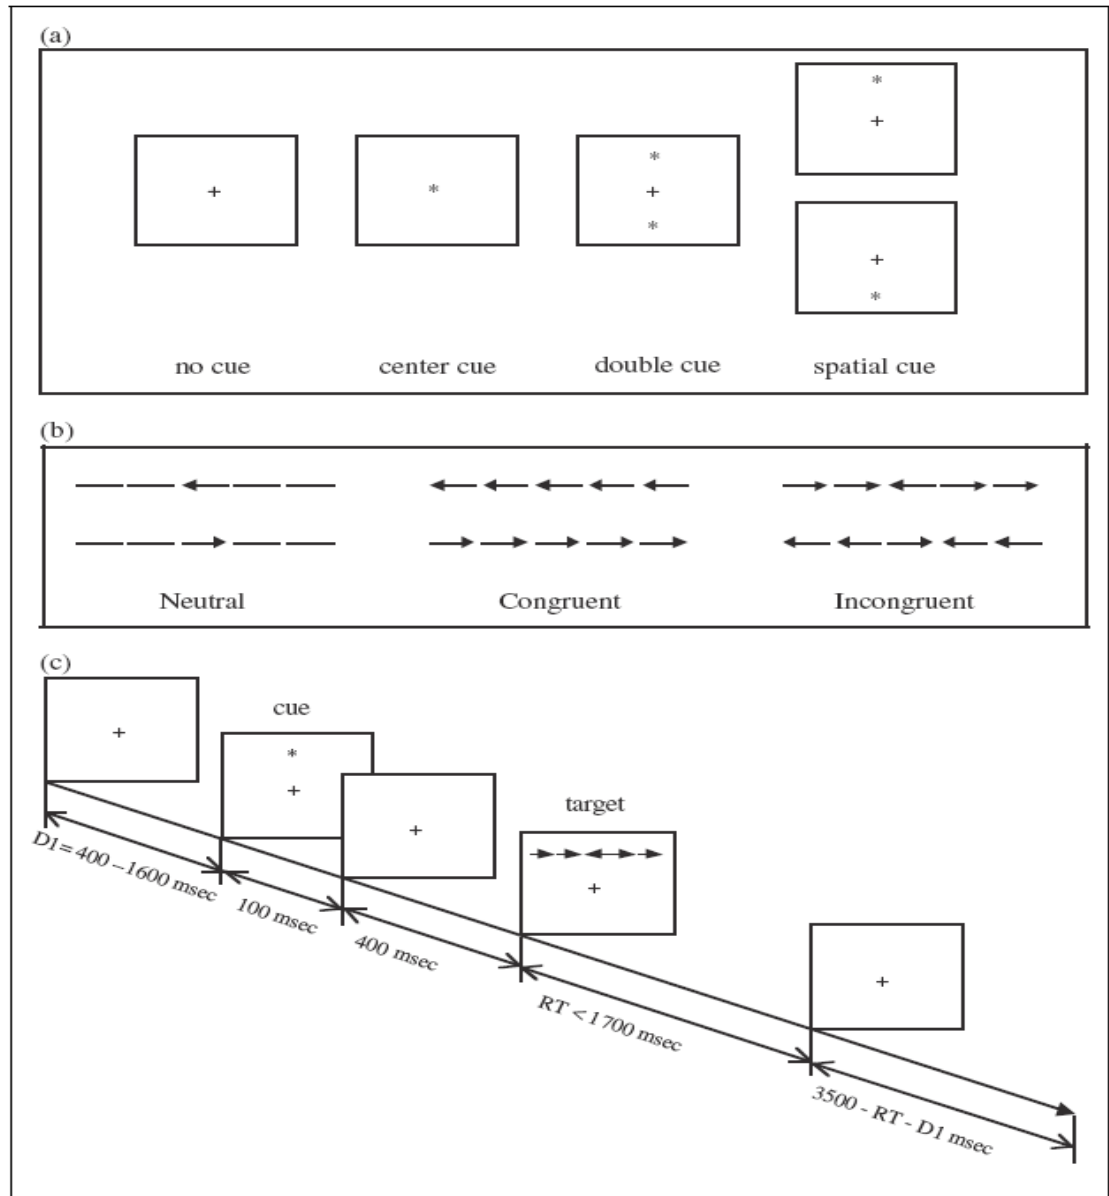 (a)
+
*
*
+
*
*
+
+
*
no cue
center cue
double cue
spatial cue
(b)
Neutral
Congruent
Incongruent
(c)
+
cue
*
+
+
target
+
+
D1= 400 – 1600 msec
100 msec
400 msec
RT < 1700 msec
3500 - RT - D1 msec